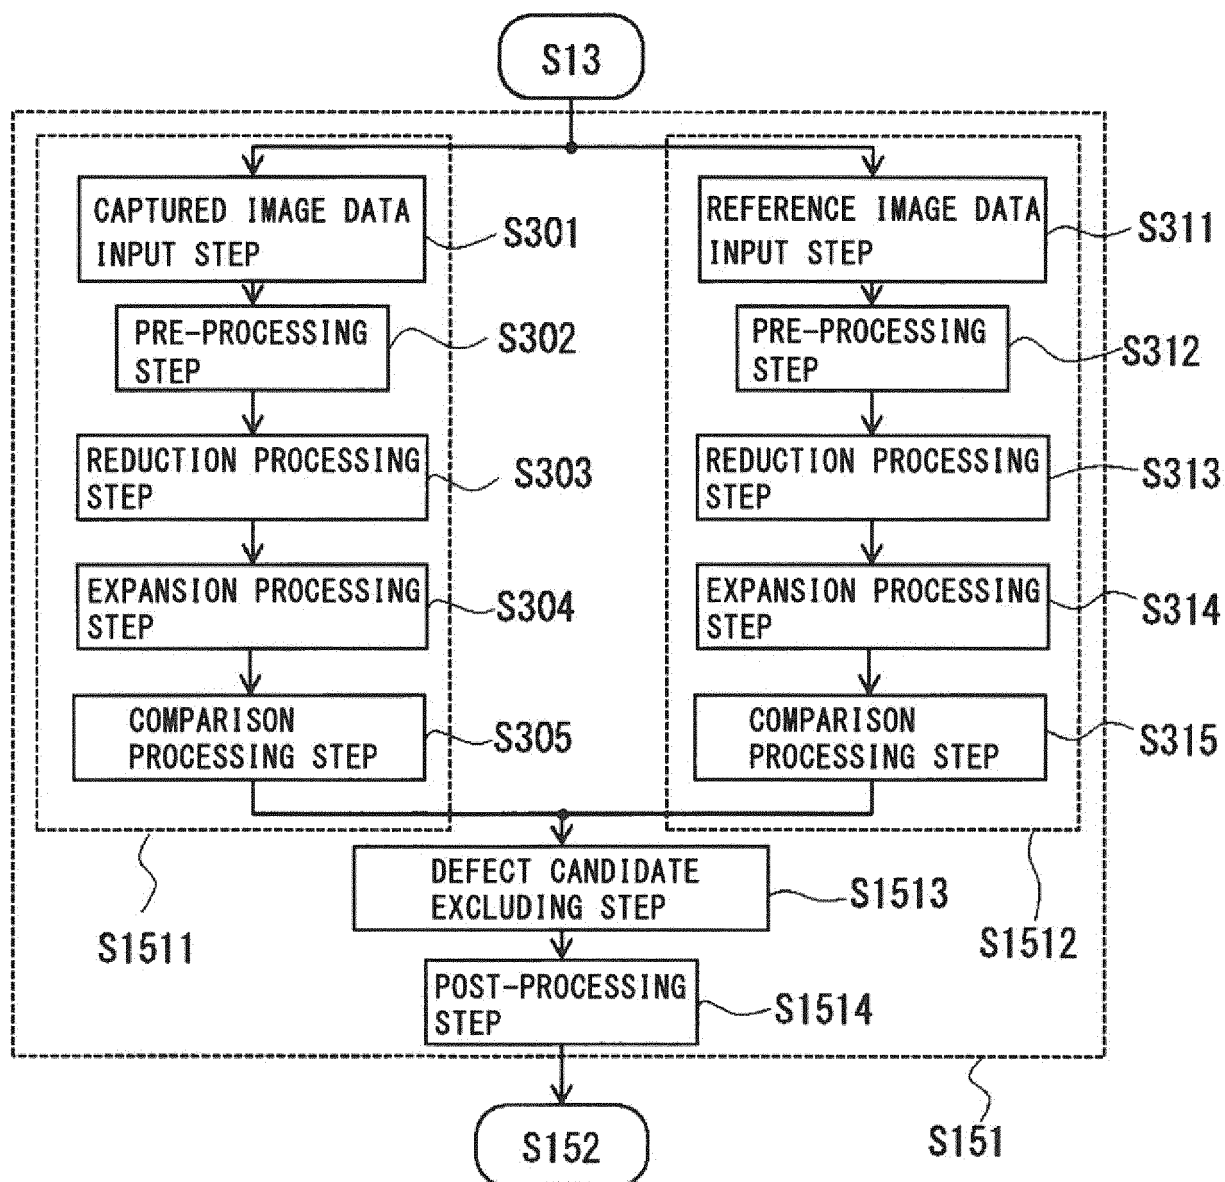 S13
CAPTURED IMAGE DATA
INPUT STEP
S301
REFERENCE IMAGE DATA
INPUT STEP
S311
PRE-PROCESSING
STEP
S302
PRE-PROCESSING
STEP
S312
REDUCTION PROCESSING
STEP
S303
REDUCTION PROCESSING
STEP
S313
EXPANSION PROCESSING
STEP
S304
EXPANSION PROCESSING
STEP
S314
COMPARISON
PROCESSING STEP
S305
COMPARISON
PROCESSING STEP
S315
DEFECT CANDIDATE
EXCLUDING STEP
S1513
S1511
S1512
POST-PROCESSING
STEP
S1514
S152
S151